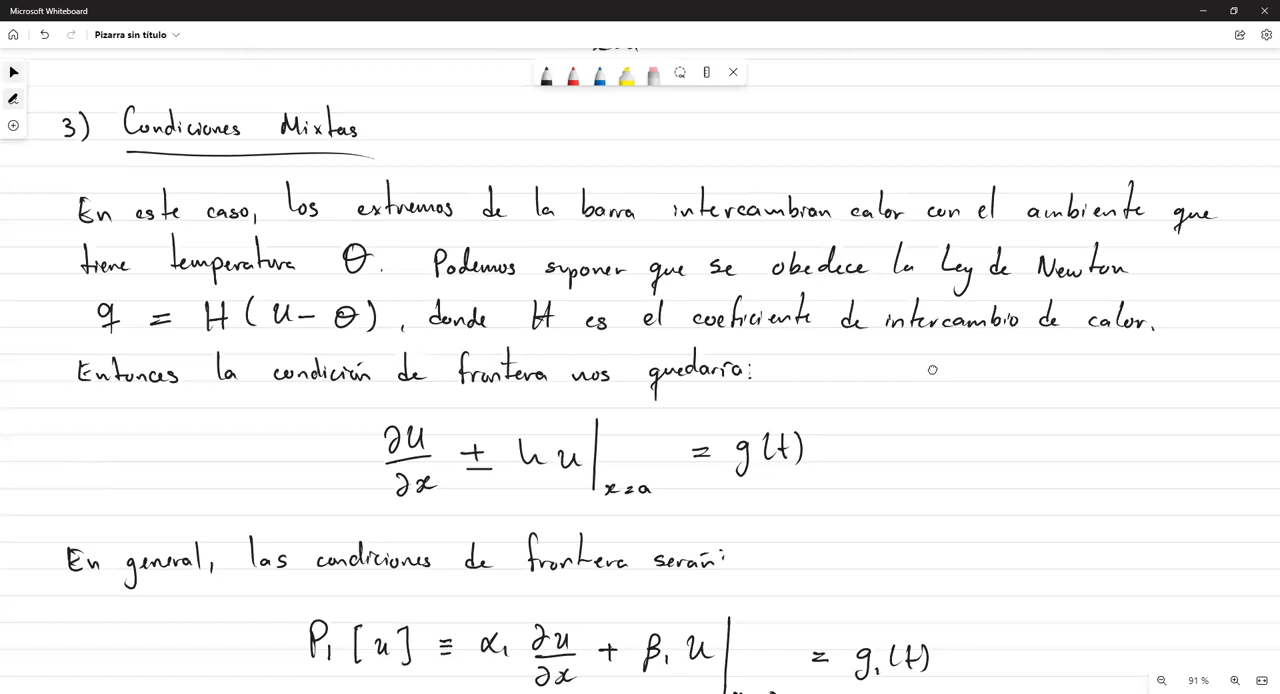 Microsoft Whiteboard
Pizarra sin título
3) Condiciones Mixtas
En este caso, los extremos de la barra intercambian calor con el ambiente que
tiene temperatura θ. Podemos suponer que se obedece la Ley de Newton
q = H(u - θ), donde H es el coeficiente de intercambio de calor.
Entonces la condición de frontera nos quedaría:
∂u/∂x ± hu|x=a = g(t)
En general, las condiciones de frontera serán:
P₁[u] ≡ α₁ ∂u/∂x + β₁ u| = g₁(t)
91 %